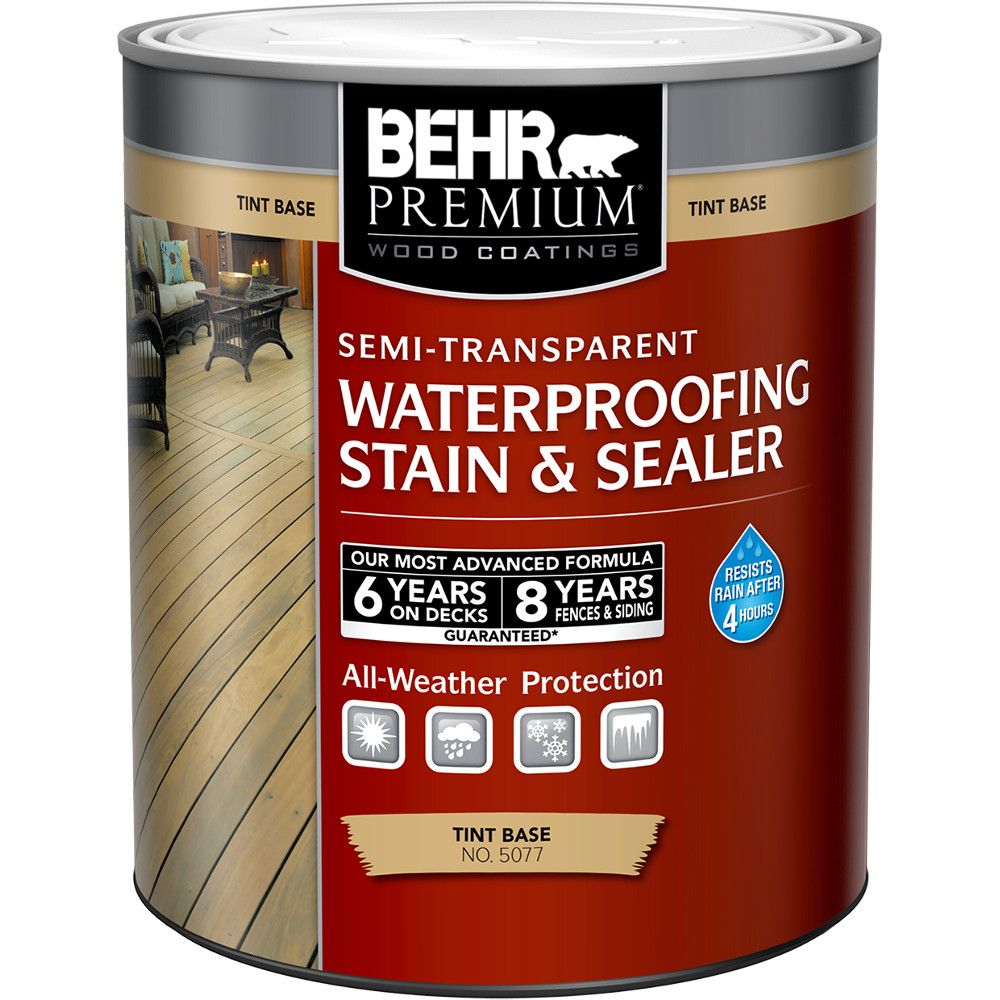 BEHR
PREMIUM®
WOOD COATINGS
TINT BASE
TINT BASE
SEMI-TRANSPARENT
WATERPROOFING
STAIN & SEALER
OUR MOST ADVANCED FORMULA
6 YEARS ON DECKS
8 YEARS FENCES & SIDING
GUARANTEED*
RESISTS
RAIN AFTER
4 HOURS
All-Weather Protection
TINT BASE
NO. 5077